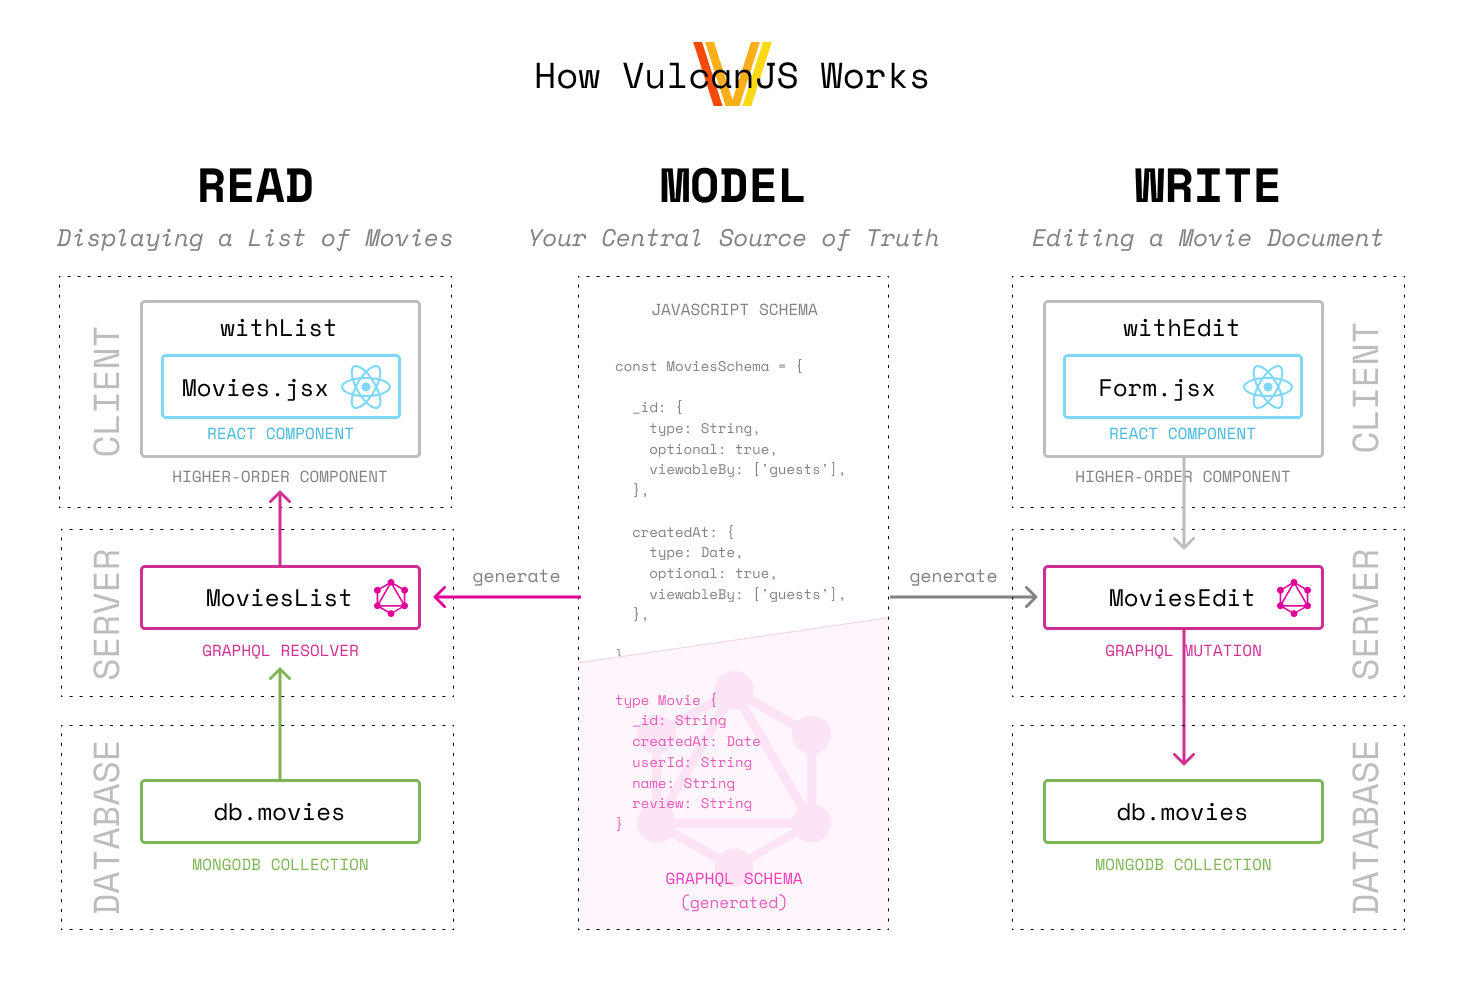 How VulcanJS Works
READ
Displaying a List of Movies
CLIENT
withList
Movies.jsx
REACT COMPONENT
HIGHER-ORDER COMPONENT
SERVER
MoviesList
GRAPHQL RESOLVER
DATABASE
db.movies
MONGODB COLLECTION
generate
MODEL
Your Central Source of Truth
JAVASCRIPT SCHEMA
const MoviesSchema = {
_id: {
type: String,
optional: true,
viewableBy: ['guests'],
},
createdAt: {
type: Date,
optional: true,
viewableBy: ['guests'],
},
}
type Movie {
_id: String
createdAt: Date
userId: String
name: String
review: String
}
GRAPHQL SCHEMA
(generated)
generate
WRITE
Editing a Movie Document
CLIENT
withEdit
Form.jsx
REACT COMPONENT
HIGHER-ORDER COMPONENT
SERVER
MoviesEdit
GRAPHQL MUTATION
DATABASE
db.movies
MONGODB COLLECTION